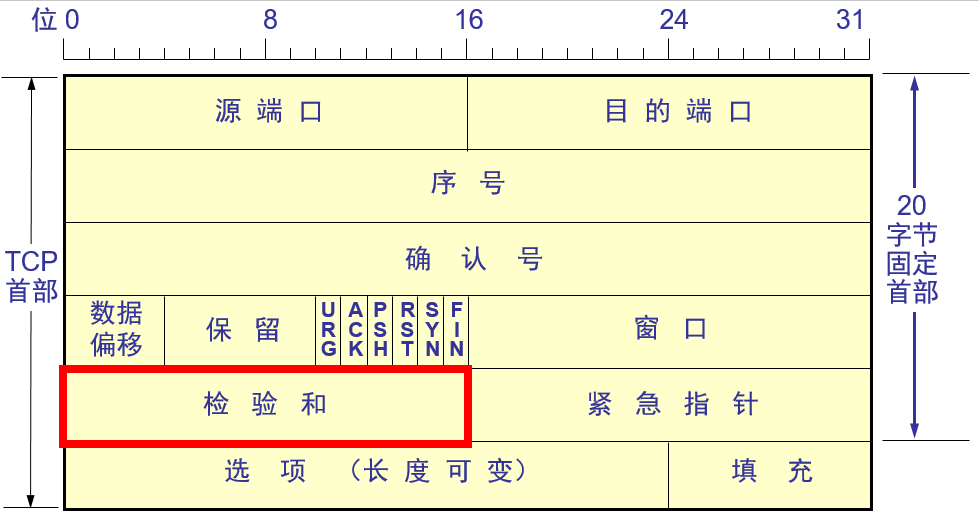 位 0 8 16 24 31
源端口 目的端口
序号
确认号
TCP
首部
20
字节
固定
首部
数据
偏移
保留
URG
ACK
PSH
RST
SYN
FIN
窗口
检验和 紧急指针
选项（长度可变） 填充